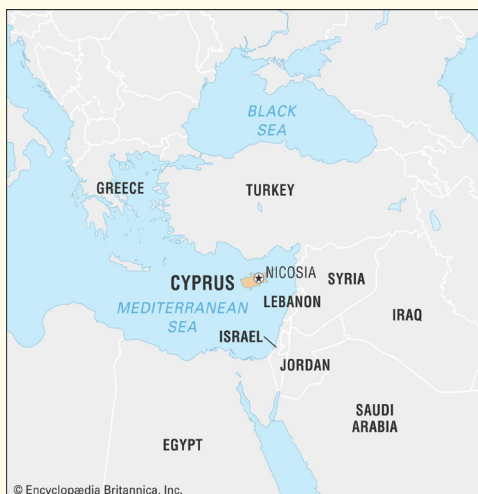 BLACK
SEA
GREECE
TURKEY
CYPRUS
NICOSIA
SYRIA
MEDITERRANEAN
SEA
LEBANON
IRAQ
ISRAEL
JORDAN
SAUDI
ARABIA
EGYPT
© Encyclopædia Britannica, Inc.